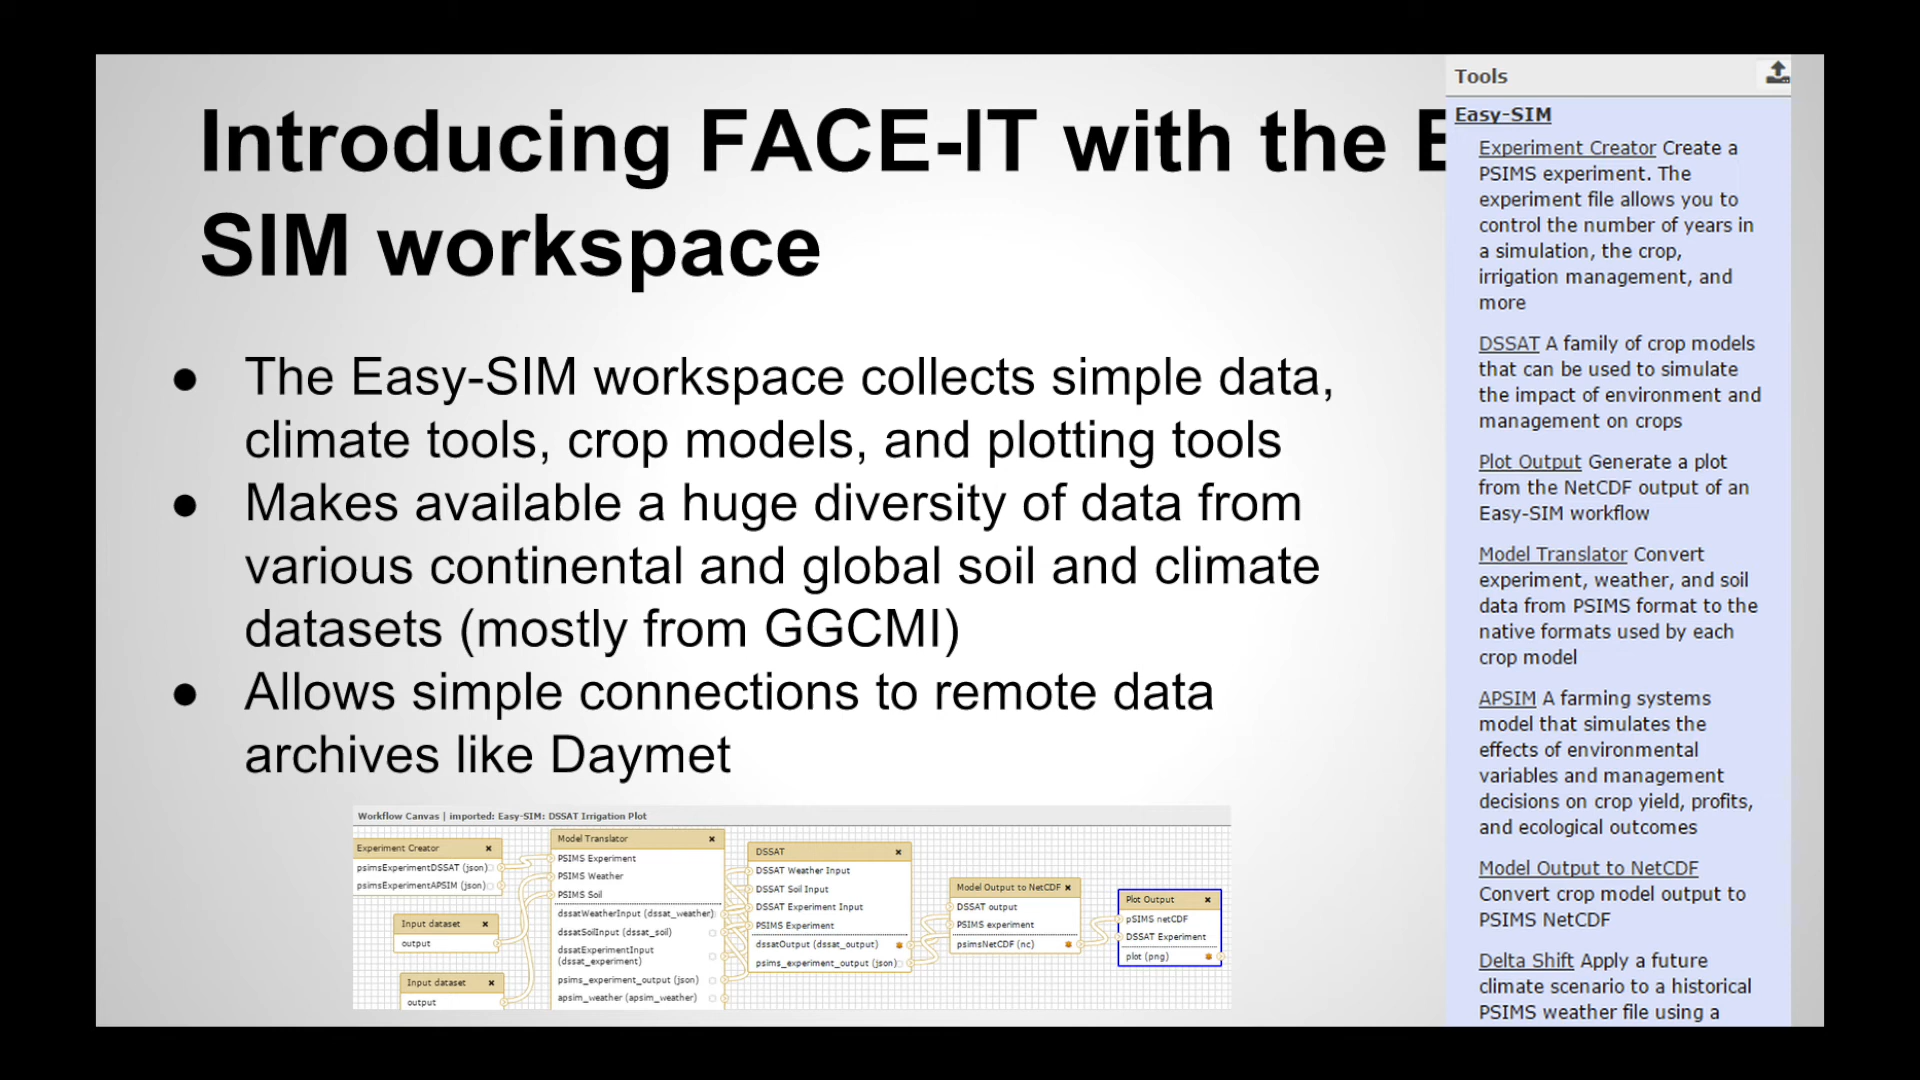 Introducing FACE-IT with the
SIM workspace
● The Easy-SIM workspace collects simple data,
climate tools, crop models, and plotting tools
● Makes available a huge diversity of data from
various continental and global soil and climate
datasets (mostly from GGCMI)
● Allows simple connections to remote data
archives like Daymet
Workflow Canvas | imported: Easy-SIM: DSSAT Irrigation Plot
Experiment Creator
psimsExperimentDSSAT (json)
psimsExperimentAPSIM (json)
Input dataset
output
Input dataset
output
Model Translator
PSIMS Experiment
PSIMS Weather
PSIMS Soil
dssatWeatherInput (dssat_weather)
dssatSoilInput (dssat_soil)
dssatExperimentInput
(dssat_experiment)
psims_experiment_output (json)
apsim_weather (apsim_weather)
DSSAT
DSSAT Weather Input
DSSAT Soil Input
DSSAT Experiment Input
PSIMS Experiment
dssatOutput (dssat_output)
psims_experiment_output (json)
Model Output to NetCDF
DSSAT output
PSIMS experiment
psimsNetCDF (nc)
Plot Output
pSIMS netCDF
DSSAT Experiment
plot (png)
Tools
Easy-SIM
Experiment Creator Create a
PSIMS experiment. The
experiment file allows you to
control the number of years in
a simulation, the crop,
irrigation management, and
more
DSSAT A family of crop models
that can be used to simulate
the impact of environment and
management on crops
Plot Output Generate a plot
from the NetCDF output of an
Easy-SIM workflow
Model Translator Convert
experiment, weather, and soil
data from PSIMS format to the
native formats used by each
crop model
APSIM A farming systems
model that simulates the
effects of environmental
variables and management
decisions on crop yield, profits,
and ecological outcomes
Model Output to NetCDF
Convert crop model output to
PSIMS NetCDF
Delta Shift Apply a future
climate scenario to a historical
PSIMS weather file using a